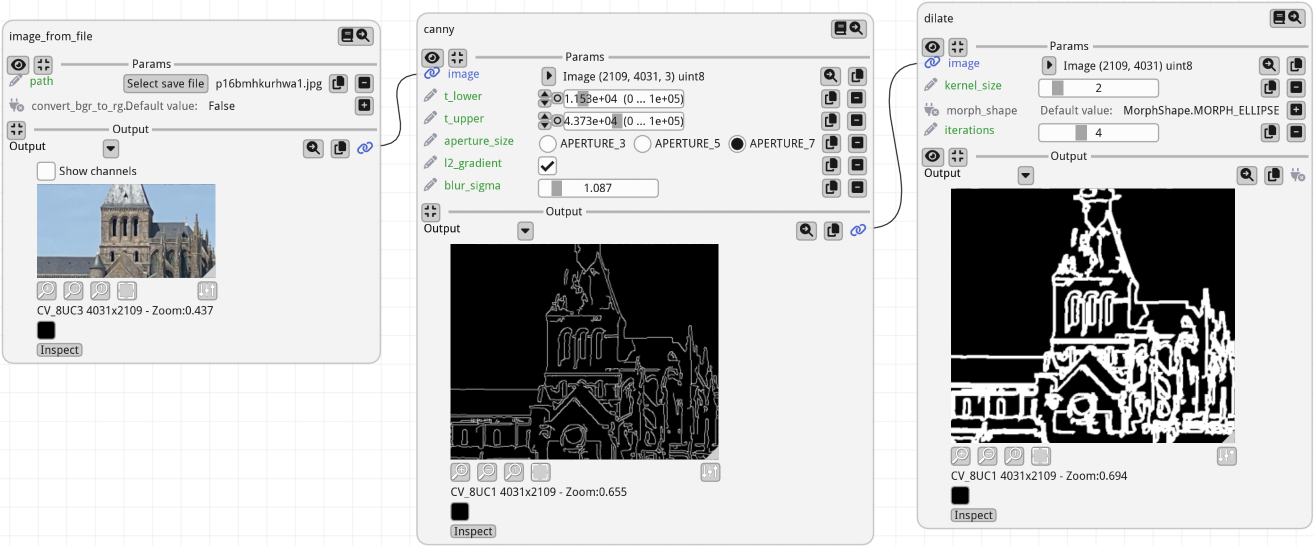 image_from_file
Params
path Select save file p16bmhkurhwa1.jpg
convert_bgr_to_rg Default value: False
Output
Output
Show channels
CV_8UC3 4031x2109 - Zoom:0.437
Inspect
canny
Params
image Image (2109, 4031, 3) uint8
t_lower 1.153e+04 (0 ... 1e+05)
t_upper 4.373e+04 (0 ... 1e+05)
aperture_size APERTURE_3 APERTURE_5 APERTURE_7
l2_gradient
blur_sigma 1.087
Output
Output
CV_8UC1 4031x2109 - Zoom:0.655
Inspect
dilate
Params
image Image (2109, 4031) uint8
kernel_size 2
morph_shape Default value: MorphShape.MORPH_ELLIPSE
iterations 4
Output
Output
CV_8UC1 4031x2109 - Zoom:0.694
Inspect